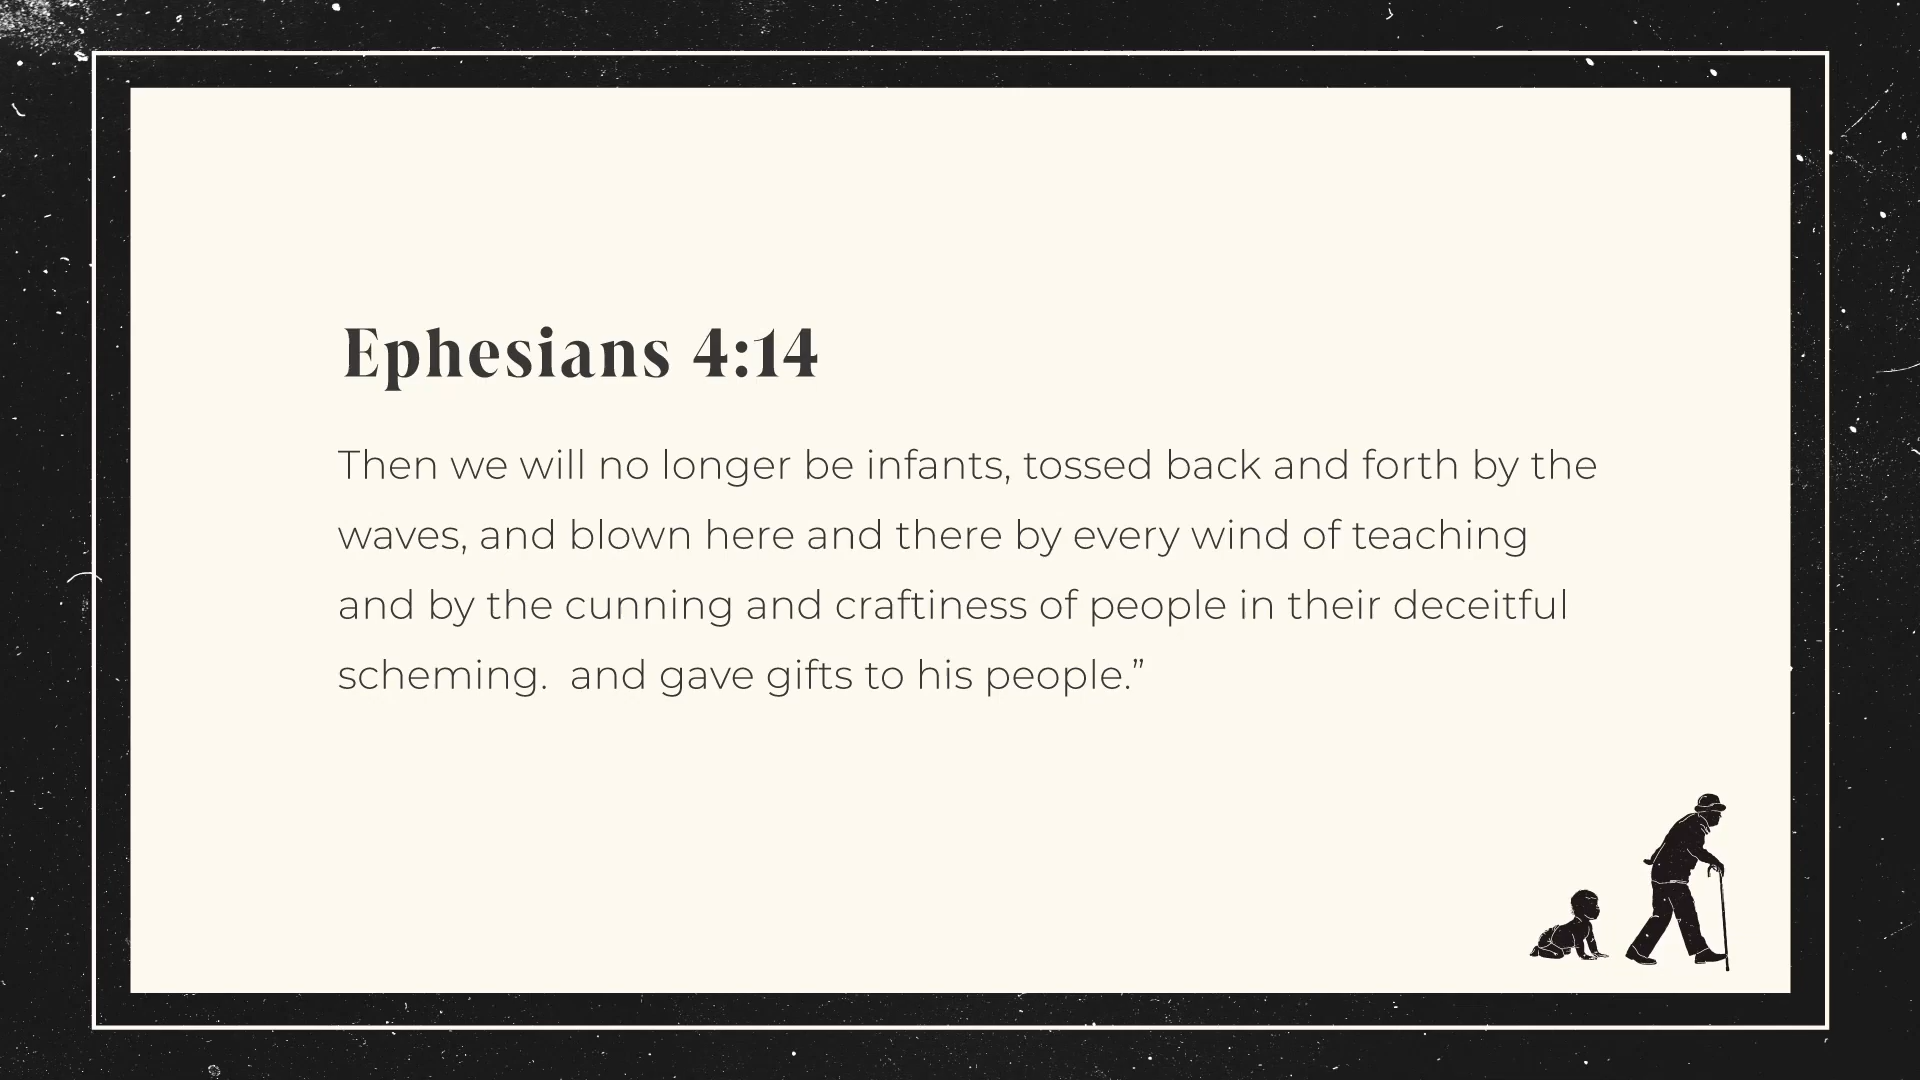 Ephesians 4:14
Then we will no longer be infants, tossed back and forth by the
waves, and blown here and there by every wind of teaching
and by the cunning and craftiness of people in their deceitful
scheming.  and gave gifts to his people.”